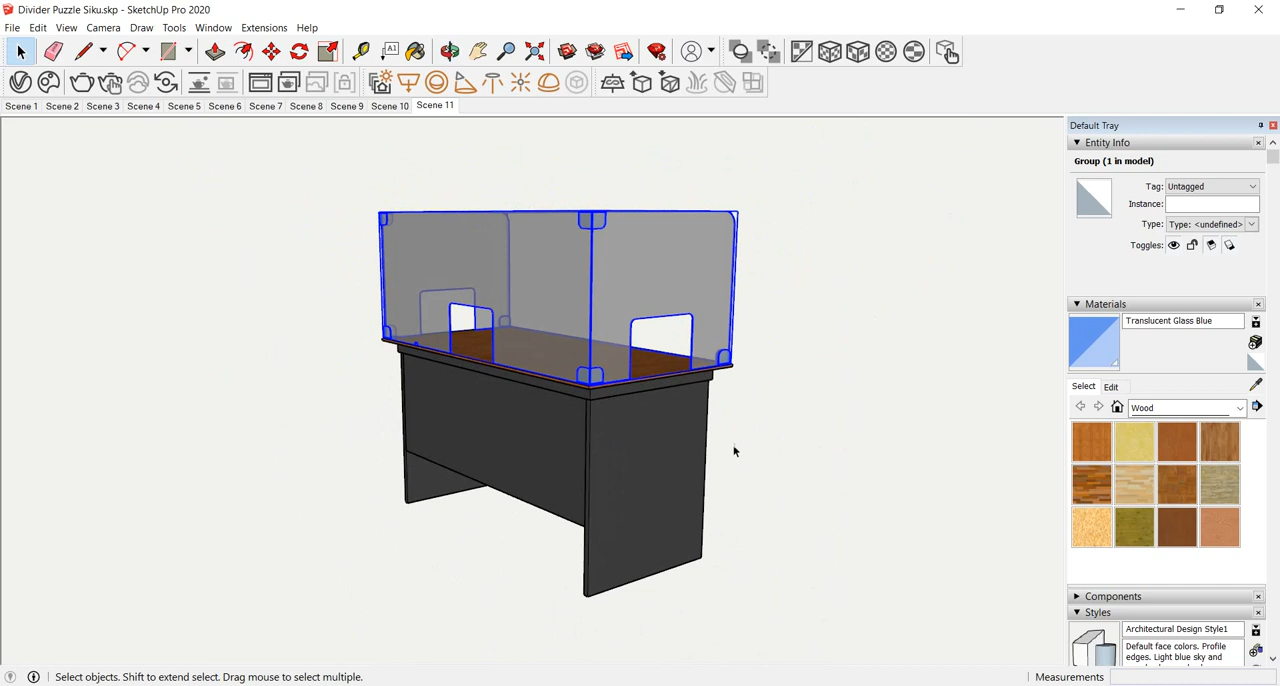 Divider Puzzle Siku.skp - SketchUp Pro 2020
File Edit View Camera Draw Tools Window Extensions Help
Scene 1 Scene 2 Scene 3 Scene 4 Scene 5 Scene 6 Scene 7 Scene 8 Scene 9 Scene 10 Scene 11
Default Tray
Entity Info
Group (1 in model)
Tag: Untagged
Instance:
Type: Type: <undefined>
Toggles:
Materials
Translucent Glass Blue
Select Edit
Wood
Components
Styles
Architectural Design Style1
Default face colors. Profile
edges. Light blue sky and
Select objects. Shift to extend select. Drag mouse to select multiple.
Measurements